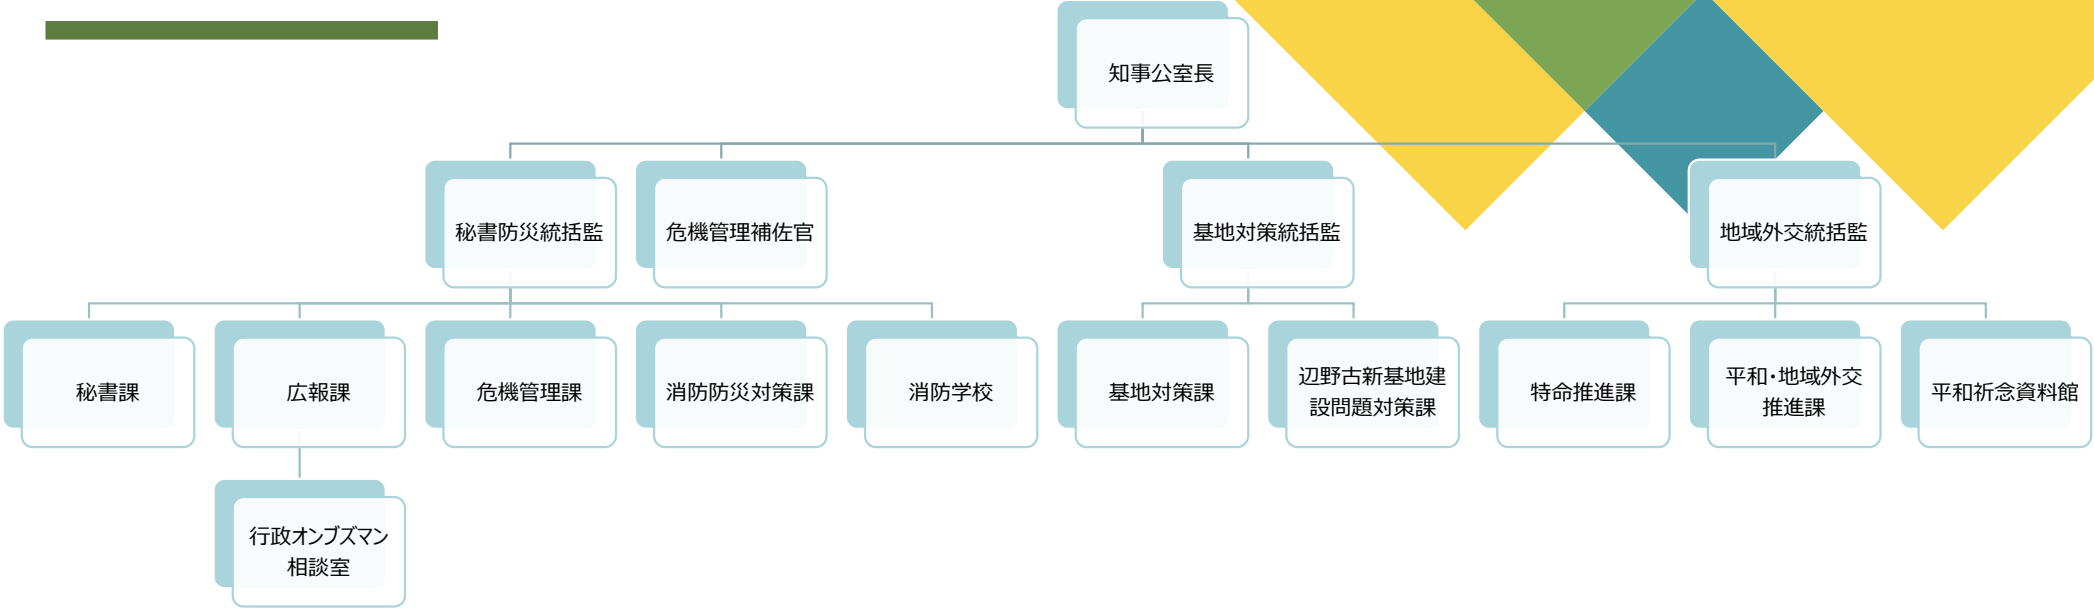 知事公室長
秘書防災統括監
危機管理補佐官
基地対策統括監
地域外交統括監
秘書課
広報課
危機管理課
消防防災対策課
消防学校
基地対策課
辺野古新基地建
設問題対策課
特命推進課
平和・地域外交
推進課
平和祈念資料館
行政オンブズマン
相談室